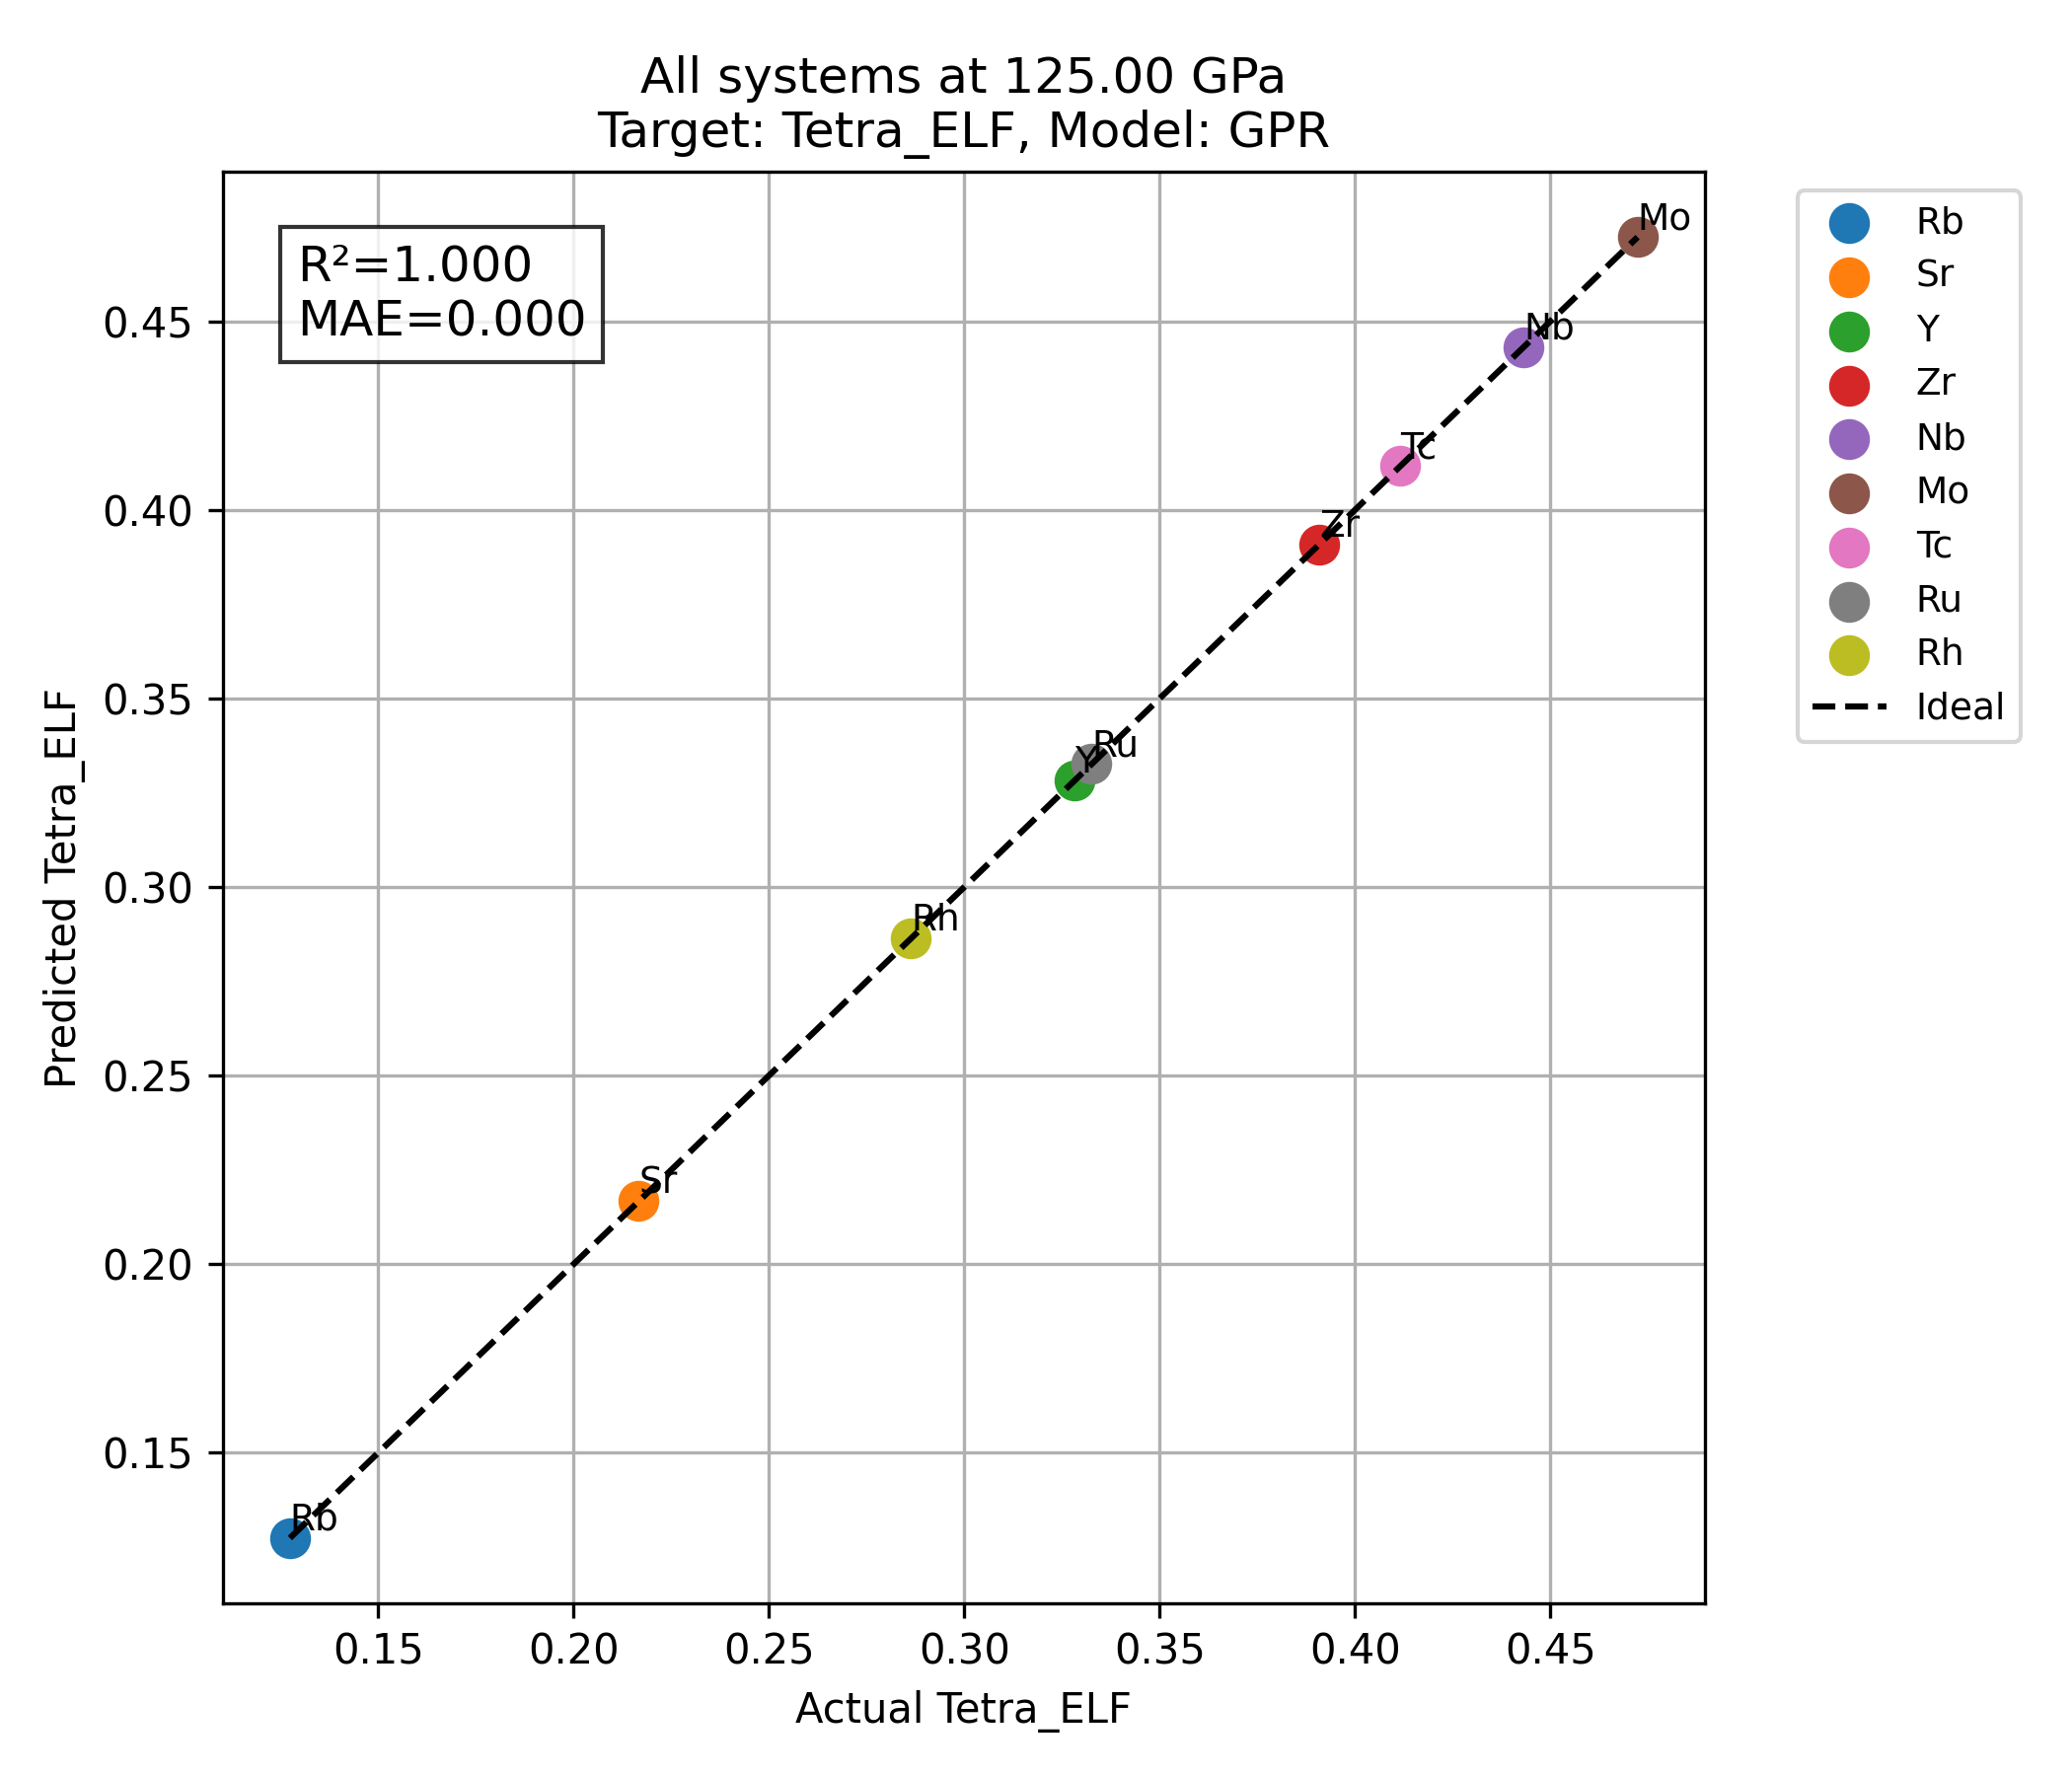 All systems at 125.00 GPa
Target: Tetra_ELF, Model: GPR
R²=1.000
MAE=0.000
Predicted Tetra_ELF
0.45
0.40
0.35
0.30
0.25
0.20
0.15
Mo
Nb
Tc
Zr
Ru
Y
Rh
Sr
Rb
0.15
0.20
0.25
0.30
0.35
0.40
0.45
Actual Tetra_ELF
Rb
Sr
Y
Zr
Nb
Mo
Tc
Ru
Rh
Ideal